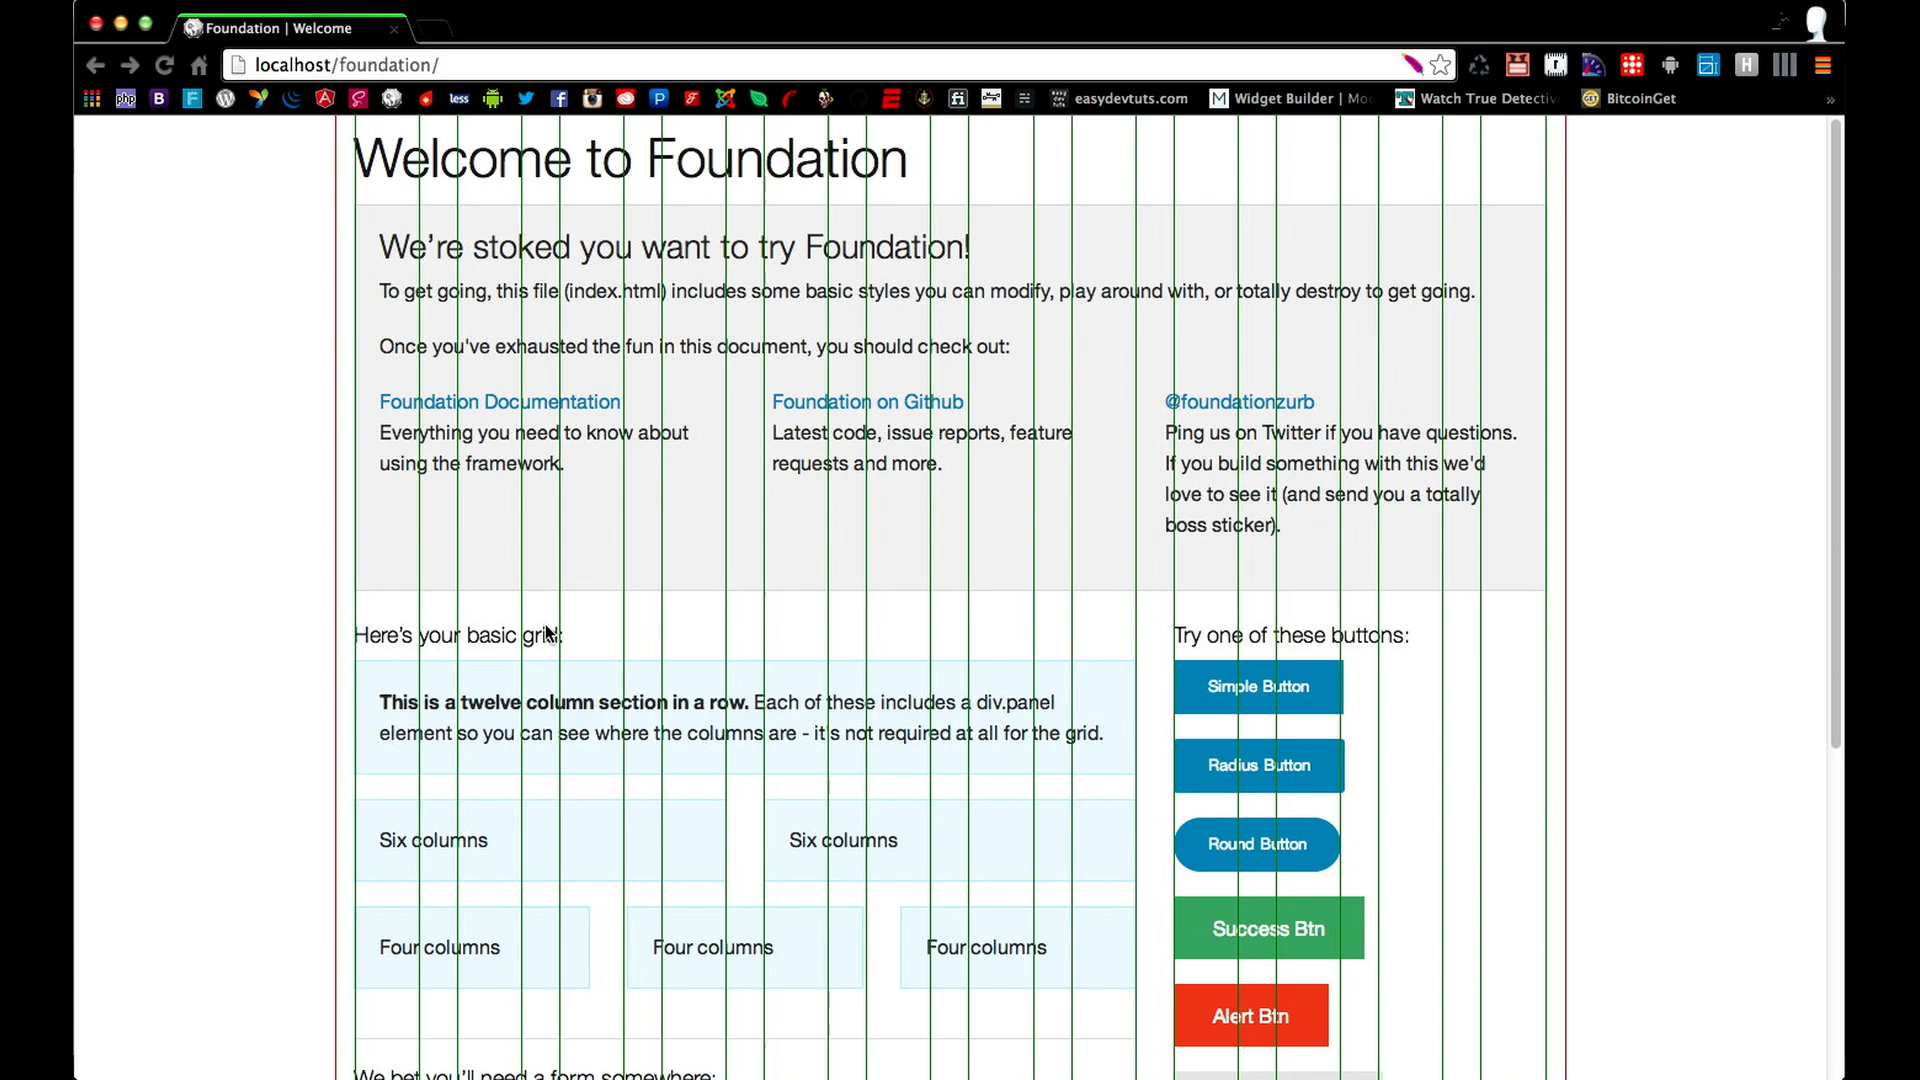 Foundation | Welcome
localhost/foundation/
php B F less P easydevtuts.com M Widget Builder | Mo Watch True Detectiv BitcoinGet »
Welcome to Foundation
We're stoked you want to try Foundation!
To get going, this file (index.html) includes some basic styles you can modify, play around with, or totally destroy to get going.
Once you've exhausted the fun in this document, you should check out:
Foundation Documentation
Everything you need to know about
using the framework.
Foundation on Github
Latest code, issue reports, feature
requests and more.
@foundationzurb
Ping us on Twitter if you have questions.
If you build something with this we'd
love to see it (and send you a totally
boss sticker).
Here's your basic grid:
This is a twelve column section in a row. Each of these includes a div.panel
element so you can see where the columns are - it's not required at all for the grid.
Six columns
Six columns
Four columns
Four columns
Four columns
Try one of these buttons:
Simple Button
Radius Button
Round Button
Success Btn
Alert Btn
We bet you'll need a form somewhere: